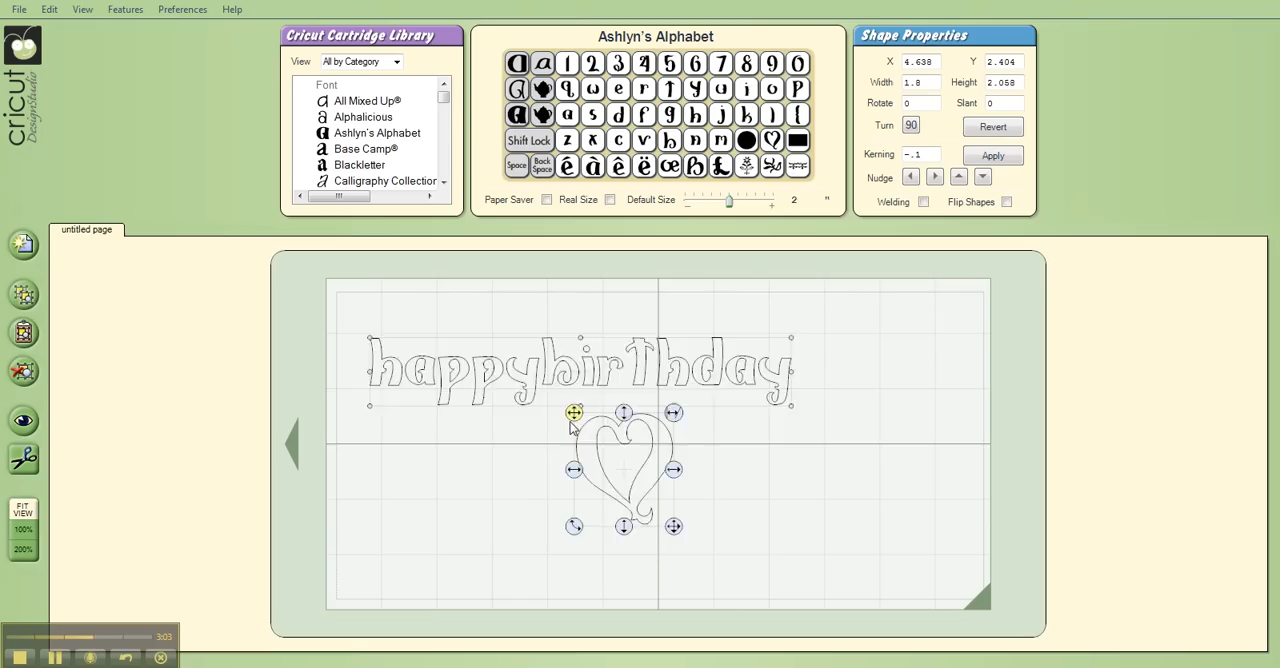 File Edit View Features Preferences Help
cricut
DesignStudio
Cricut Cartridge Library
View All by Category
Font
All Mixed Up®
Alphalicious
Ashlyn's Alphabet
Base Camp®
Blackletter
Calligraphy Collection
Ashlyn's Alphabet
1 2 3 4 5 6 7 8 9 0
q w e r t y u i o p
a s d f g h j k l
Shift Lock z x c v b n m
Space Back Space é à ê ë œ ß £
Paper Saver Real Size Default Size 2 "
Shape Properties
X 4.638 Y 2.404
Width 1.8 Height 2.058
Rotate 0 Slant 0
Turn 90 Revert
Kerning -.1 Apply
Nudge
Welding Flip Shapes
untitled page
happybirthday
FIT VIEW
100%
200%
3:03